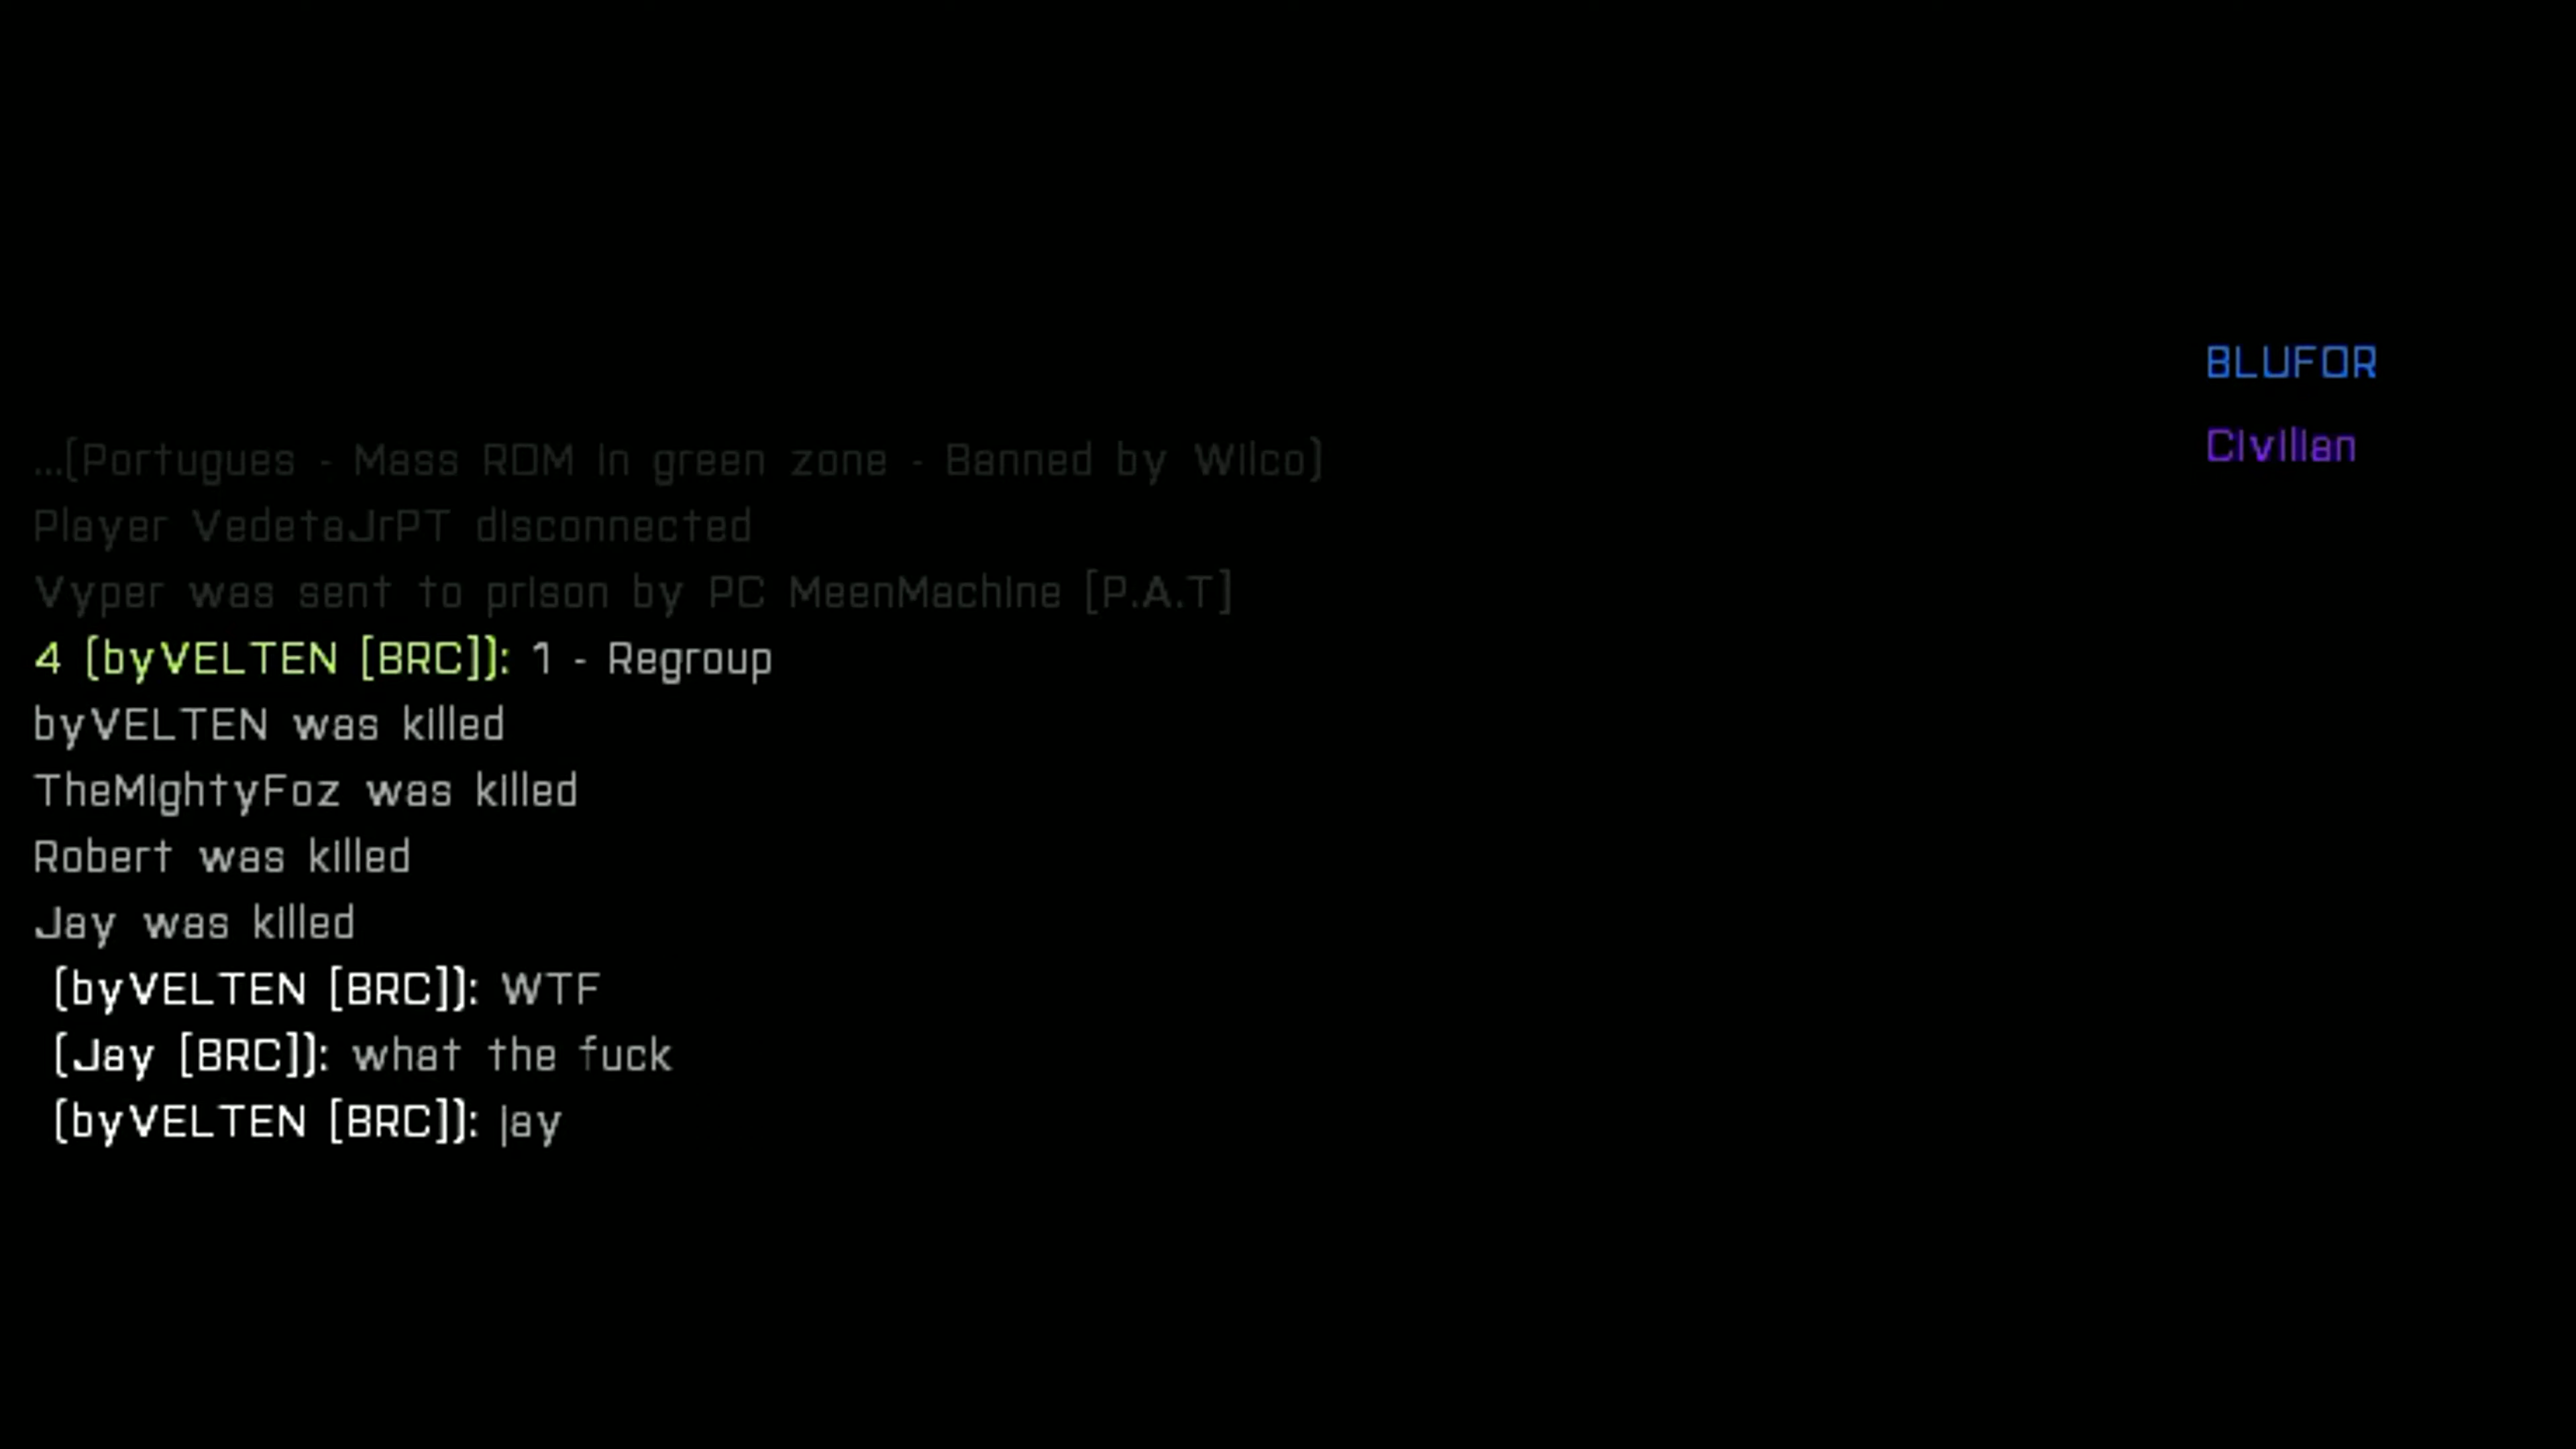 ...(Portugues - Mass RDM in green zone - Banned by Wilco)
Player VedetaJrPT disconnected
Vyper was sent to prison by PC MeenMachine [P.A.T]
4 (byVELTEN [BRC]): 1 - Regroup
byVELTEN was killed
TheMightyFoz was killed
Robert was killed
Jay was killed
(byVELTEN [BRC]): WTF
(Jay [BRC]): what the fuck
(byVELTEN [BRC]): jay
BLUFOR
Civilian